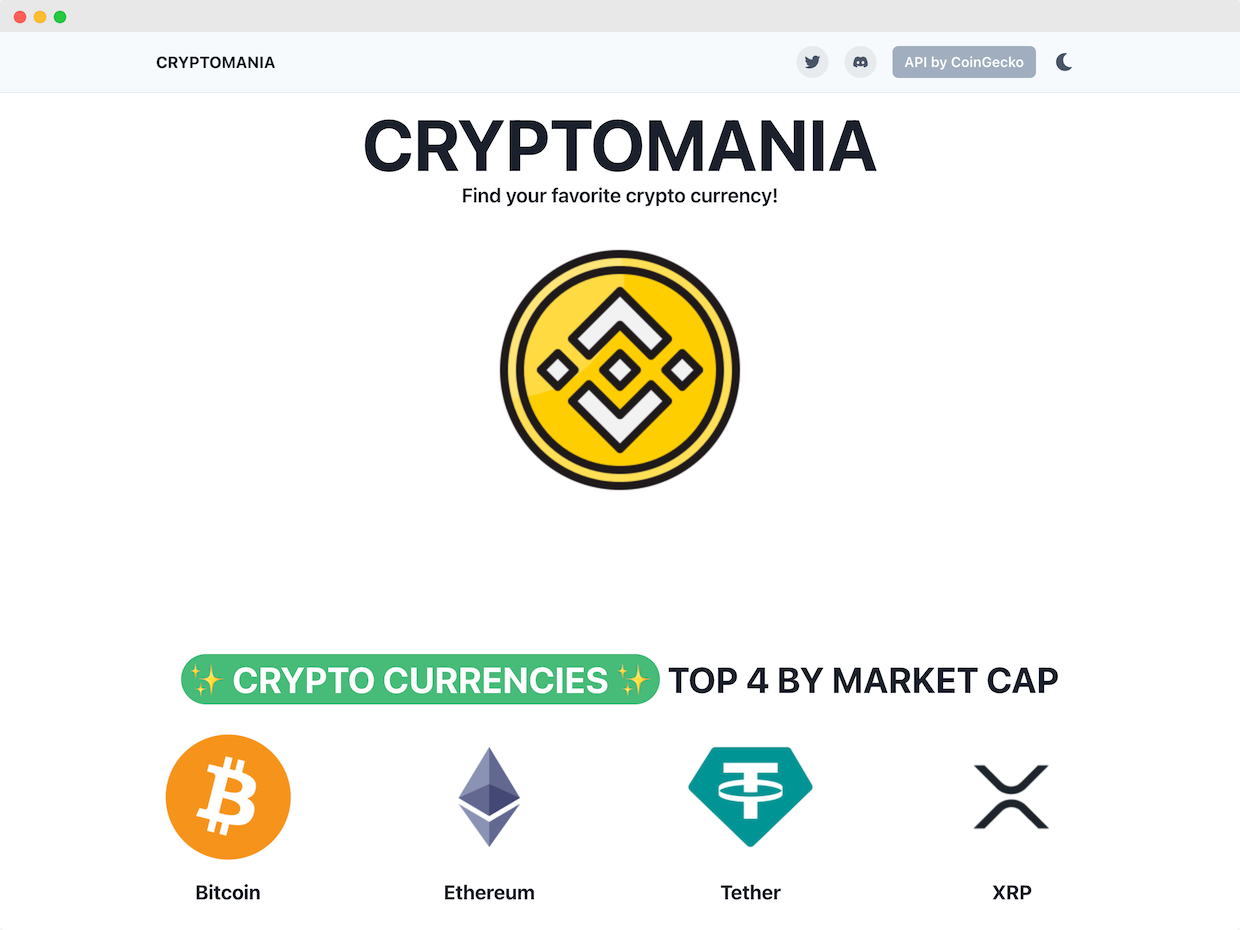 CRYPTOMANIA
API by CoinGecko
CRYPTOMANIA
Find your favorite crypto currency!
✨ CRYPTO CURRENCIES ✨ TOP 4 BY MARKET CAP
Bitcoin
Ethereum
Tether
XRP